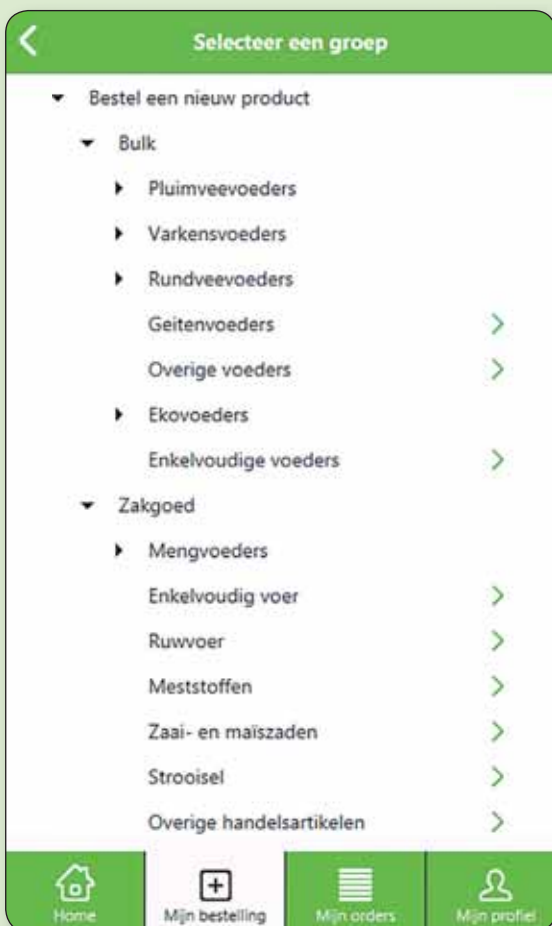 Selecteer een groep
Bestel een nieuw product
Bulk
Pluimveevoeders
Varkensvoeders
Rundveevoeders
Geitenvoeders
Overige voeders
Ekovoeders
Enkelvoudige voeders
Zakgoed
Mengvoeders
Enkelvoudig voer
Ruwvoer
Meststoffen
Zaai- en maïszaden
Strooisel
Overige handelsartikelen
Home Mijn bestelling Mijn orders Mijn profiel